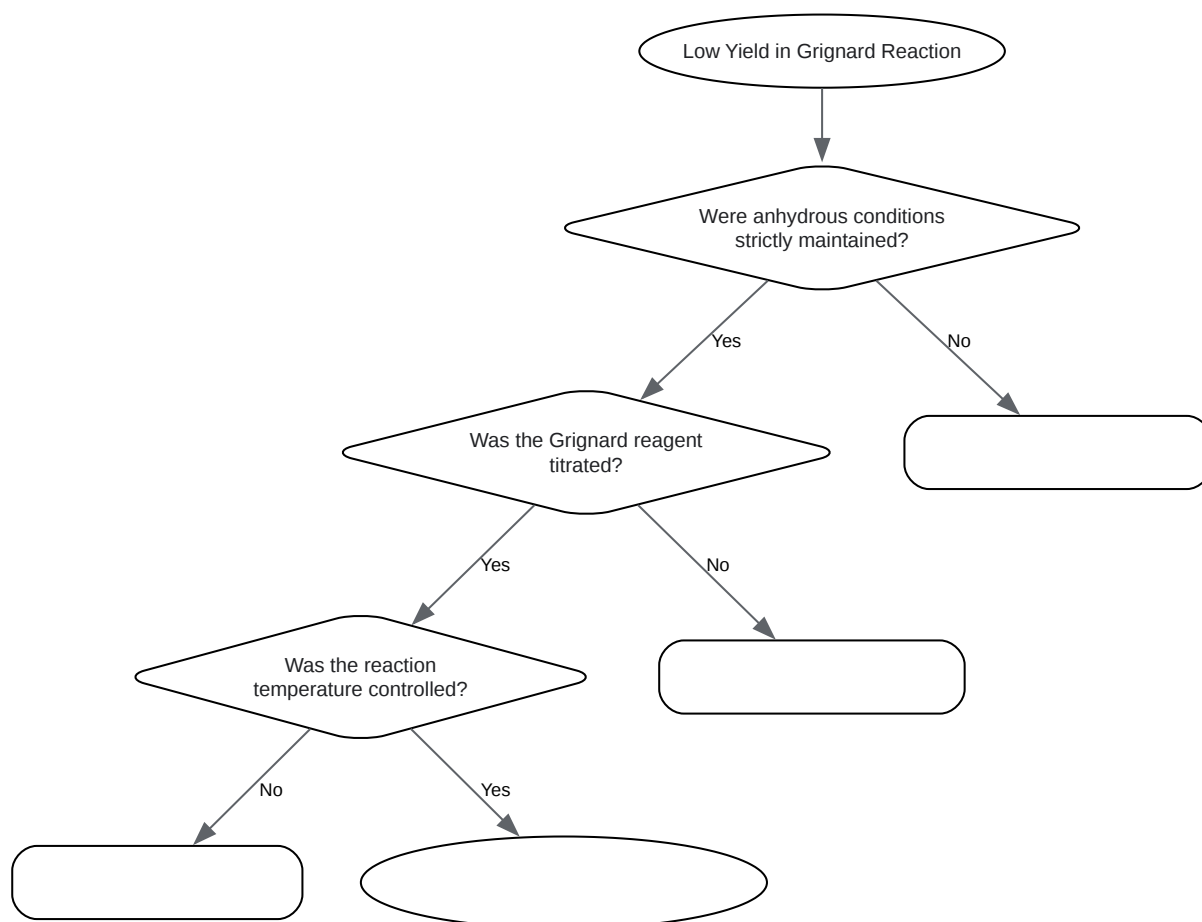 Low Yield in Grignard Reaction
Were anhydrous conditions
strictly maintained?
Yes
No
Was the Grignard reagent
titrated?
Yes
No
Was the reaction
temperature controlled?
No
Yes